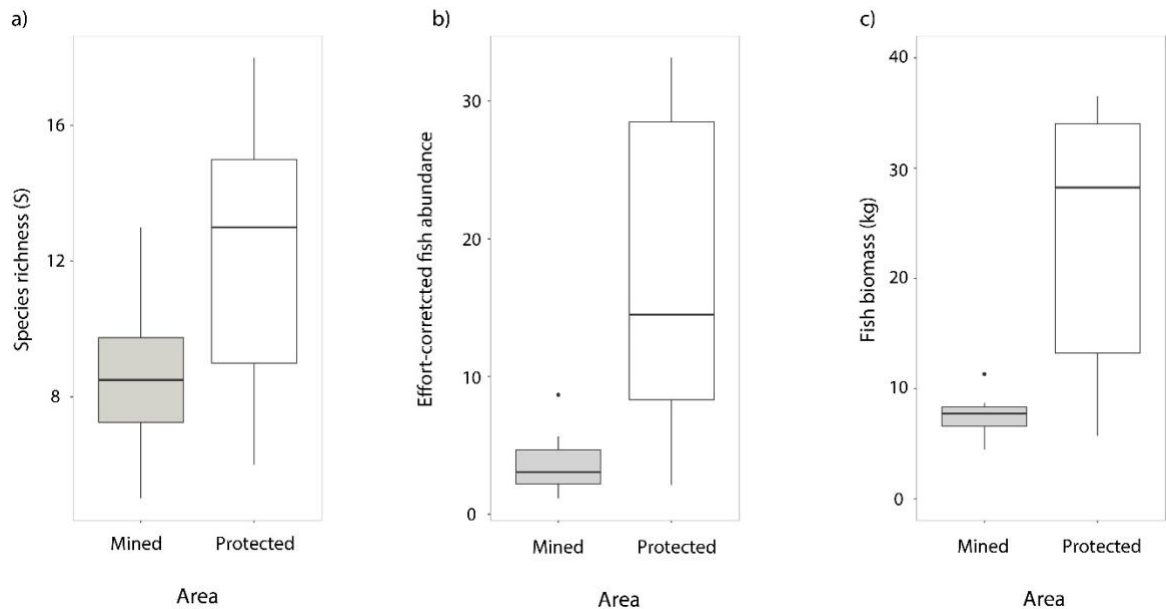 a)
Species richness (S)
16
12
8
Mined Protected
Area
b)
Effort-corretcted fish abundance
30
20
10
0
Mined Protected
Area
c)
Fish biomass (kg)
40
30
20
10
0
Mined Protected
Area